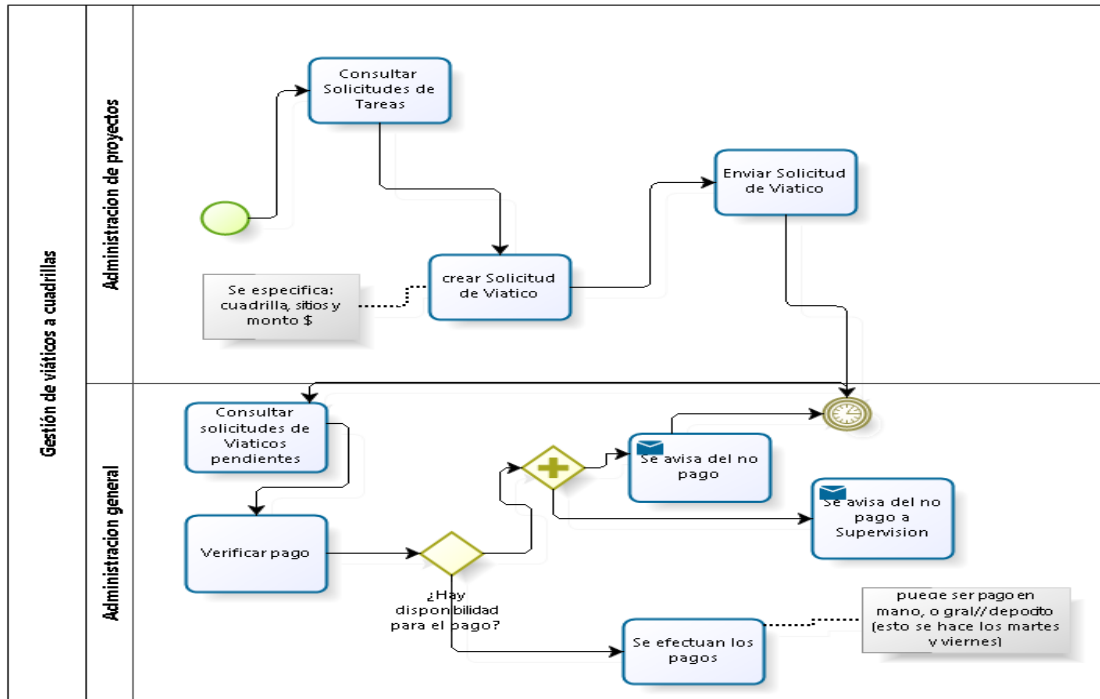 Gestión de viáticos a cuadrillas
Administracion de proyectos
Consultar
Solicitudes de
Tareas
Enviar Solicitud
de Viatico
crear Solicitud
de Viatico
Se especifica:
cuadrilla, sitios y
monto $
Administracion general
Consultar
solicitudes de
Viaticos
pendientes
Verificar pago
¿Hay
disponibilidad
para el pago?
Se avisa del no
pago
Se avisa del no
pago a
Supervision
Se efectuan los
pagos
puede ser pago en
mano, o gral// deposito
(esto se hace los martes
y viernes)